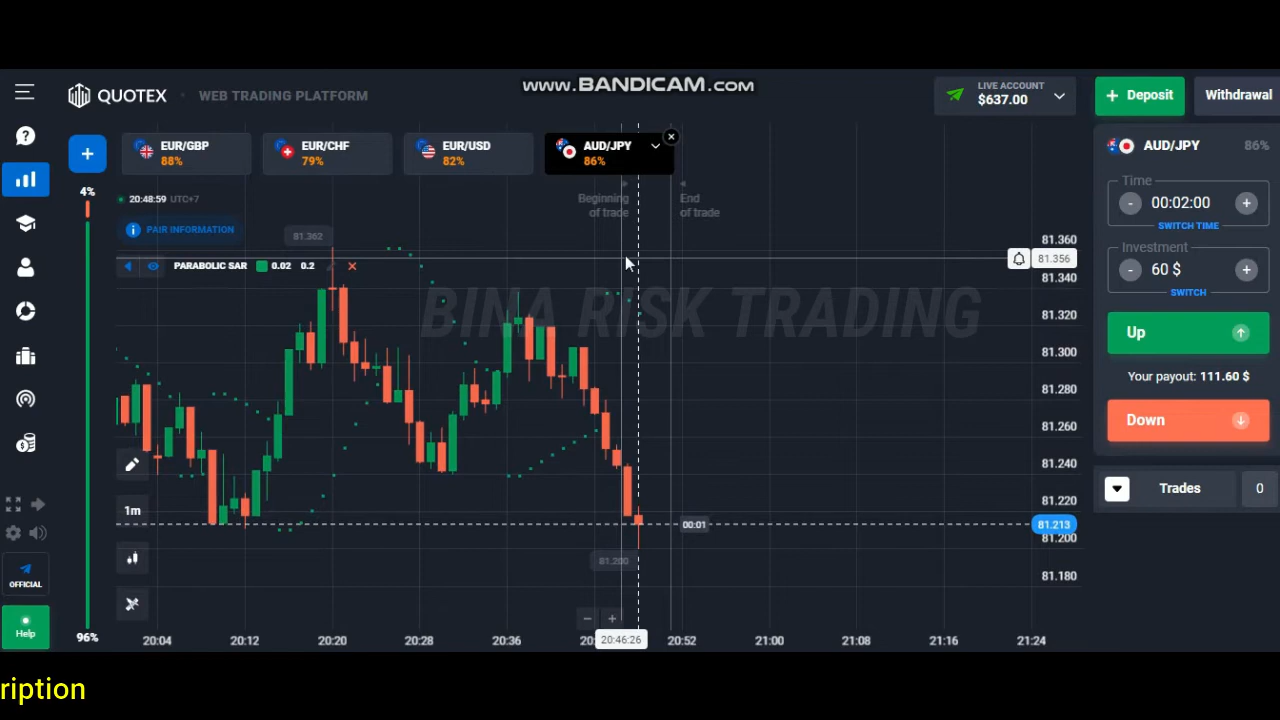 www.BANDICAM.com
QUOTEX
WEB TRADING PLATFORM
LIVE ACCOUNT
$637.00
+ Deposit
Withdrawal
+
EUR/GBP
88%
EUR/CHF
79%
EUR/USD
82%
AUD/JPY
86%
AUD/JPY
86%
4%
20:48:59 UTC+7
Beginning
of trade
End
of trade
PAIR INFORMATION
81.362
PARABOLIC SAR 0.02 0.2
BINA RISK TRADING
Time
- 00:02:00 +
SWITCH TIME
Investment
- 60 $ +
SWITCH
Up
Your payout: 111.60 $
Down
Trades 0
81.360
81.356
81.340
81.320
81.300
81.280
81.260
81.240
81.220
81.213
81.200
81.180
1m
00:01
81.200
- +
OFFICIAL
Help
96%
20:04 20:12 20:20 20:28 20:36 20:46:26 20:52 21:00 21:08 21:16 21:24
ription